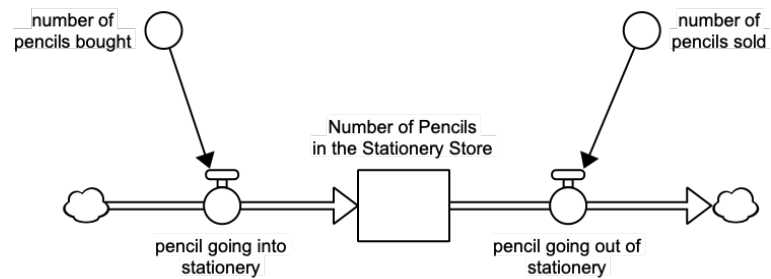 number of
pencils bought
number of
pencils sold
Number of Pencils
in the Stationery Store
pencil going into
stationery
pencil going out of
stationery